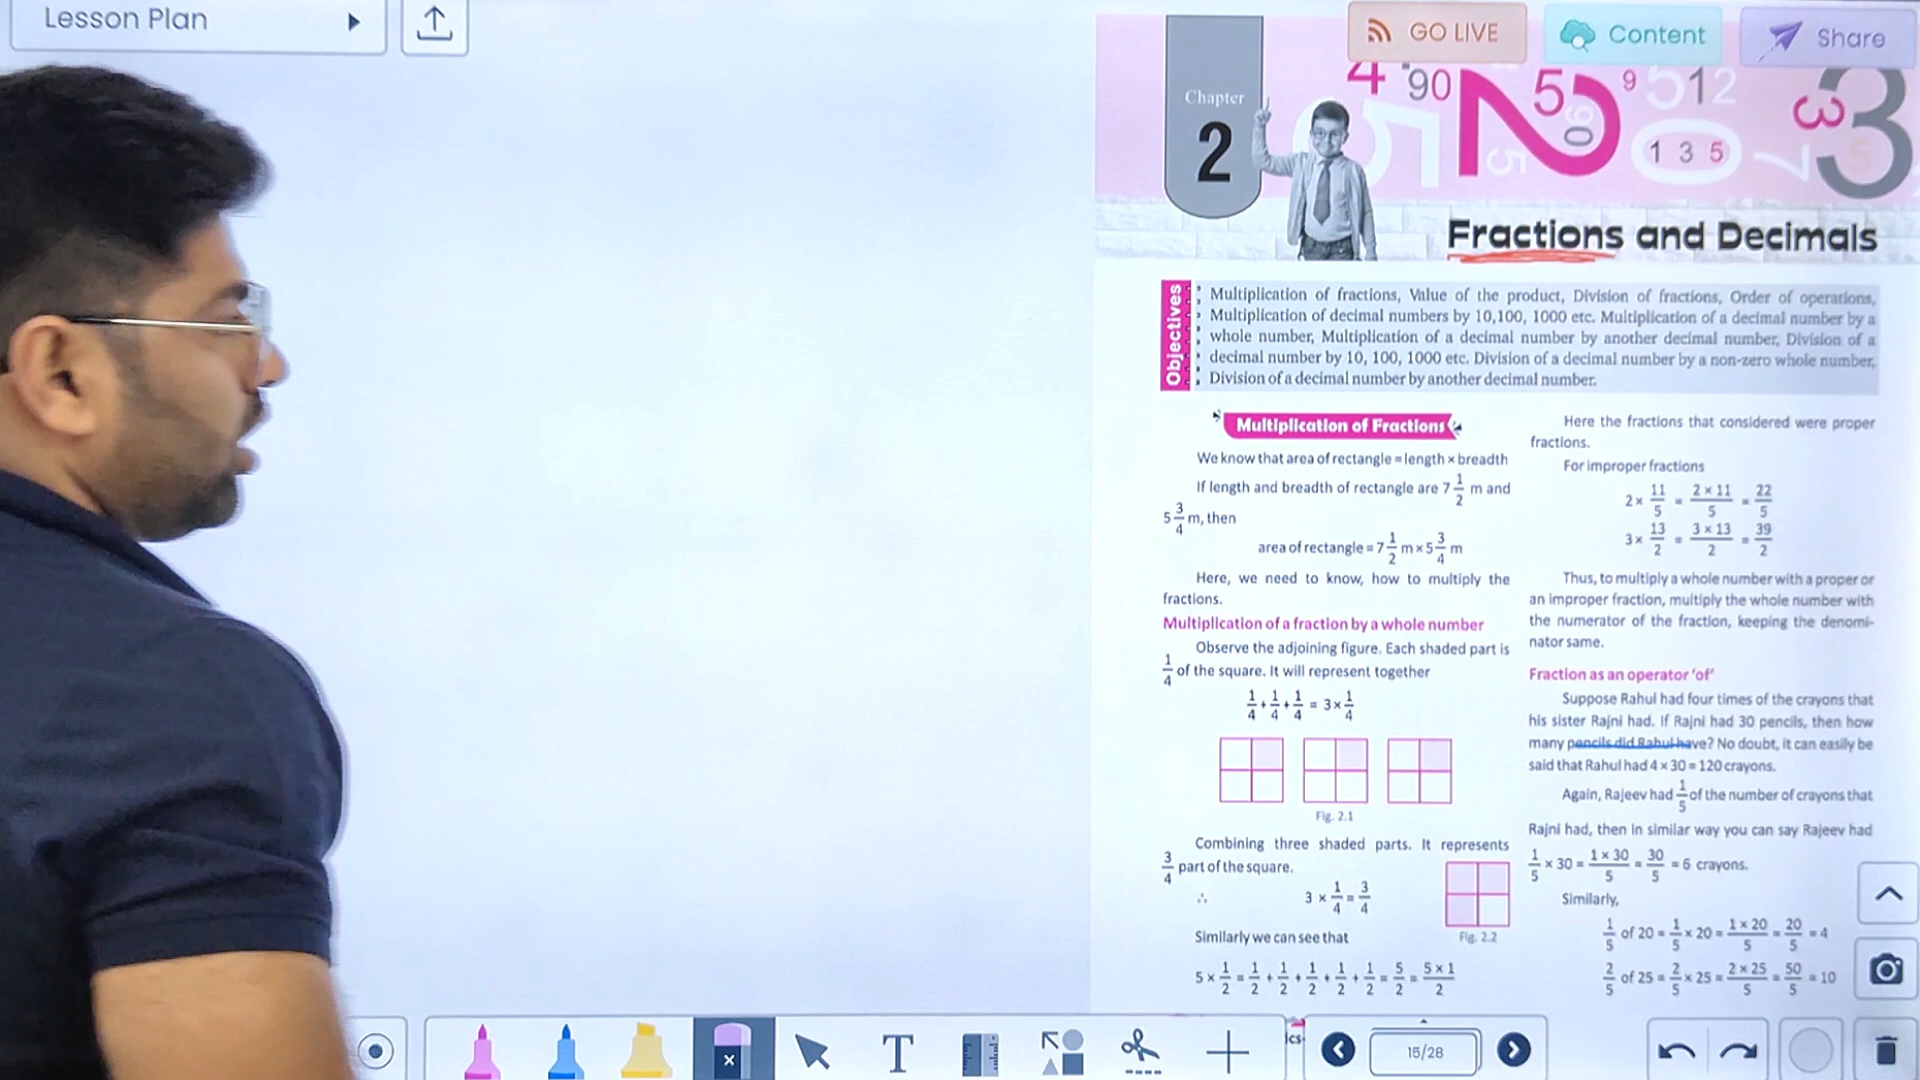 Lesson Plan
GO LIVE
Content
Share
Chapter
2
4 90 2 5 90 9 512 3 3
5 5 0 1 3 5 7
Fractions and Decimals
Objectives
Multiplication of fractions, Value of the product, Division of fractions, Order of operations,
Multiplication of decimal numbers by 10,100, 1000 etc. Multiplication of a decimal number by a
whole number, Multiplication of a decimal number by another decimal number, Division of a
decimal number by 10, 100, 1000 etc. Division of a decimal number by a non-zero whole number,
Division of a decimal number by another decimal number.
Multiplication of Fractions
We know that area of rectangle = length × breadth
If length and breadth of rectangle are 7 1/2 m and
5 3/4 m, then
area of rectangle = 7 1/2 m × 5 3/4 m
Here, we need to know, how to multiply the
fractions.
Multiplication of a fraction by a whole number
Observe the adjoining figure. Each shaded part is
1/4 of the square. It will represent together
1/4 + 1/4 + 1/4 = 3 × 1/4
Fig. 2.1
Combining three shaded parts. It represents
3/4 part of the square.
∴ 3 × 1/4 = 3/4
Fig. 2.2
Similarly we can see that
5 × 1/2 = 1/2 + 1/2 + 1/2 + 1/2 + 1/2 = 5/2 = 5 × 1/2
Here the fractions that considered were proper
fractions.
For improper fractions
2 × 11/5 = 2 × 11/5 = 22/5
3 × 13/2 = 3 × 13/2 = 39/2
Thus, to multiply a whole number with a proper or
an improper fraction, multiply the whole number with
the numerator of the fraction, keeping the denomi-
nator same.
Fraction as an operator 'of'
Suppose Rahul had four times of the crayons that
his sister Rajni had. If Rajni had 30 pencils, then how
many pencils did Rahul have? No doubt, it can easily be
said that Rahul had 4 × 30 = 120 crayons.
Again, Rajeev had 1/5 of the number of crayons that
Rajni had, then in similar way you can say Rajeev had
1/5 × 30 = 1 × 30/5 = 30/5 = 6 crayons.
Similarly,
1/5 of 20 = 1/5 × 20 = 1 × 20/5 = 20/5 = 4
2/5 of 25 = 2/5 × 25 = 2 × 25/5 = 50/5 = 10
T
ics-
15/28